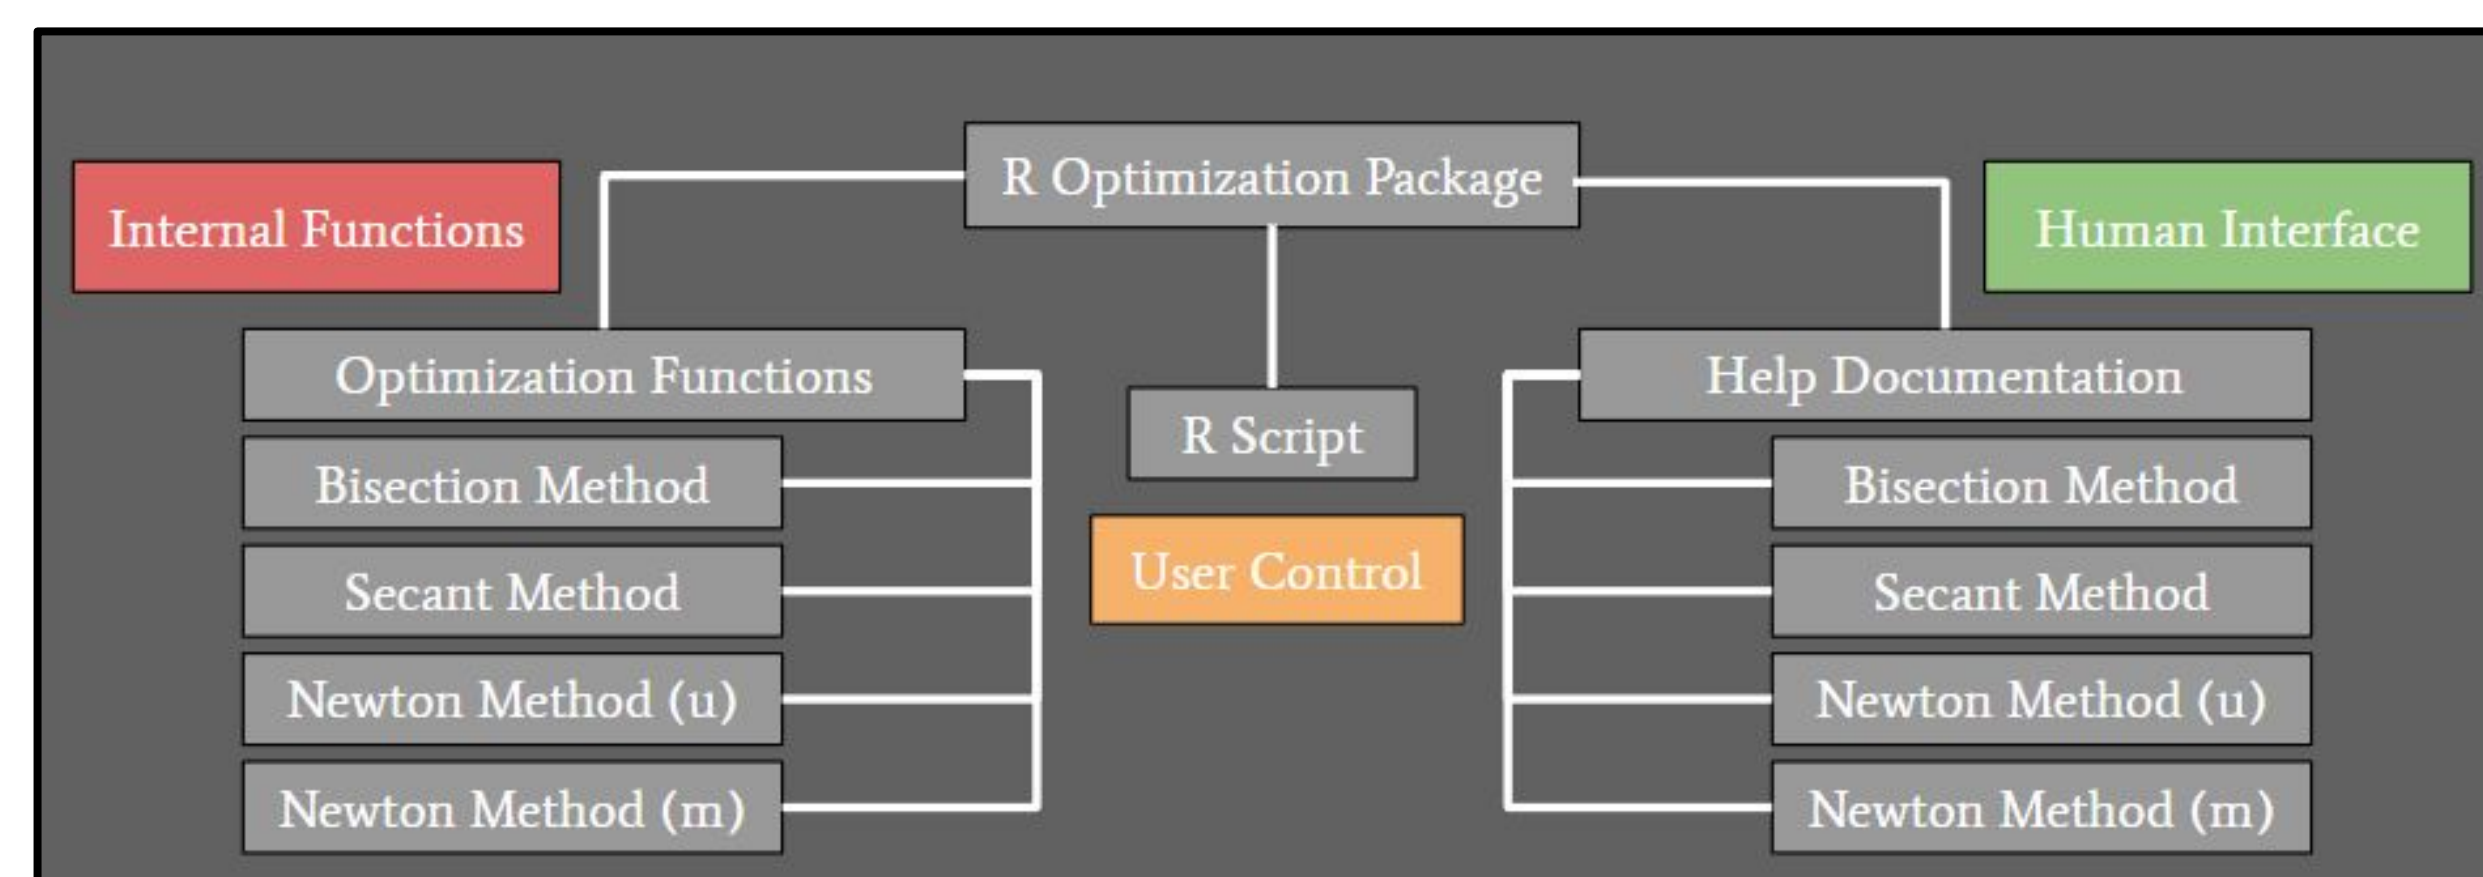 R Optimization Package
Internal Functions
Human Interface
Optimization Functions
Help Documentation
R Script
Bisection Method
Bisection Method
User Control
Secant Method
Secant Method
Newton Method (u)
Newton Method (u)
Newton Method (m)
Newton Method (m)